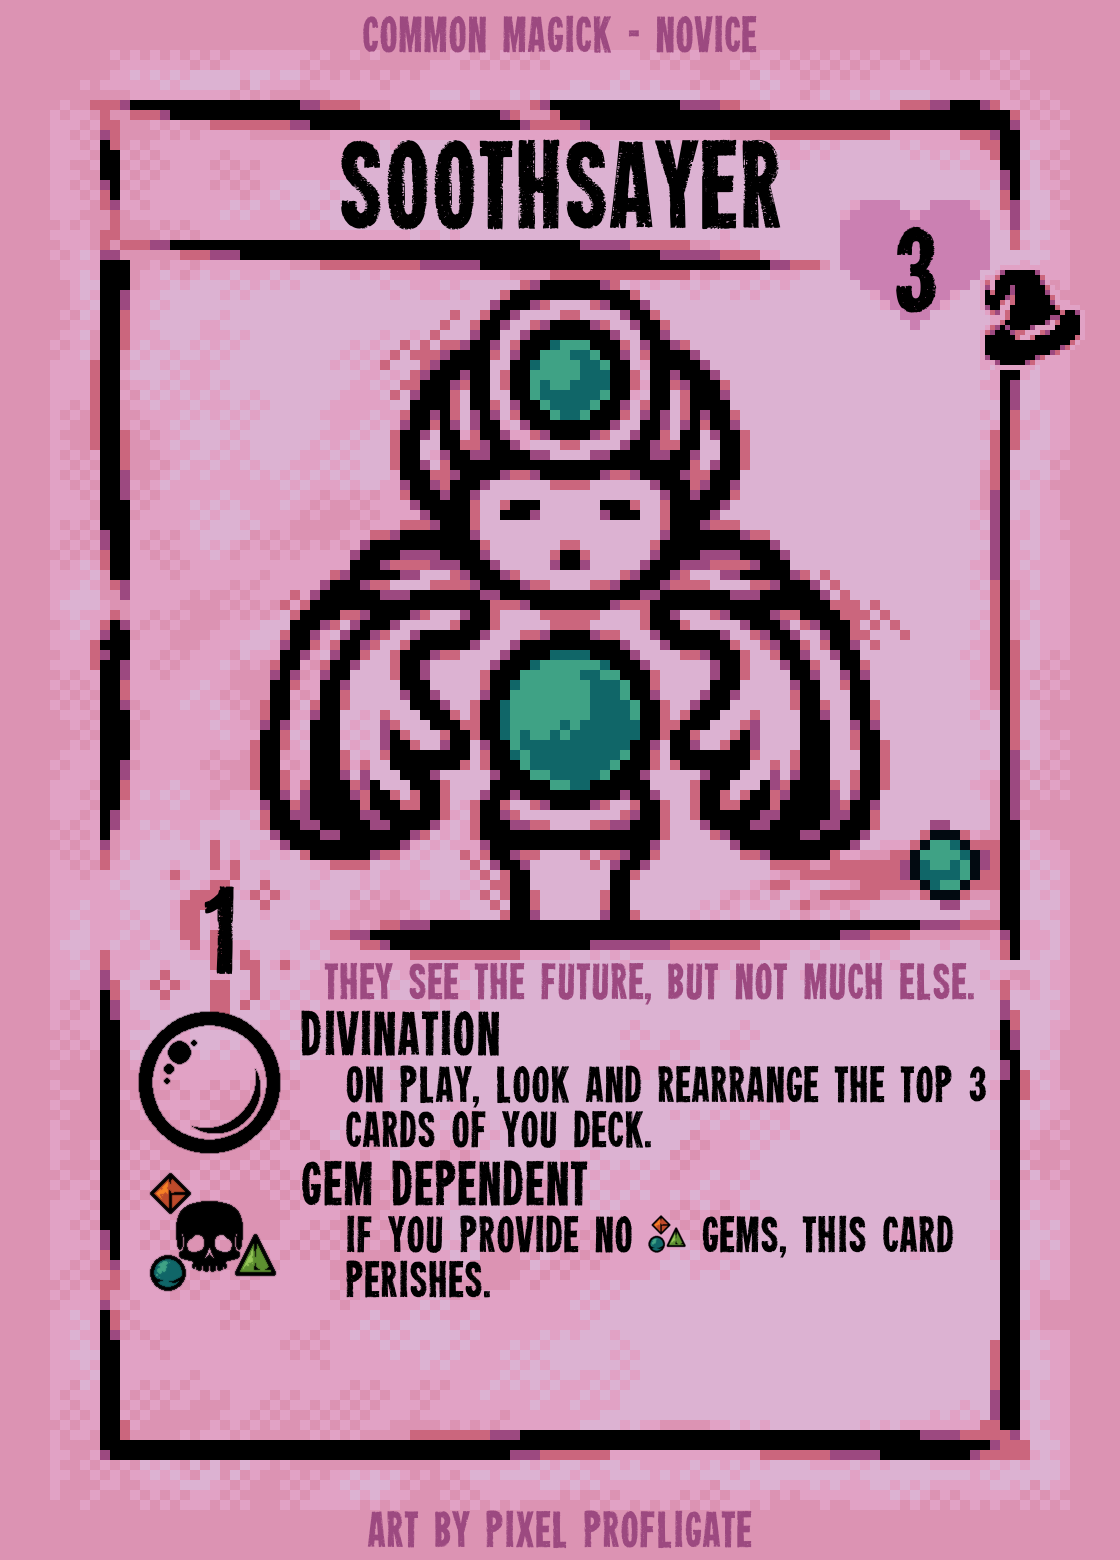 COMMON MAGICK - NOVICE
SOOTHSAYER
3
1
THEY SEE THE FUTURE, BUT NOT MUCH ELSE.
DIVINATION
ON PLAY, LOOK AND REARRANGE THE TOP 3
CARDS OF YOU DECK.
GEM DEPENDENT
IF YOU PROVIDE NO GEMS, THIS CARD
PERISHES.
ART BY PIXEL PROFLIGATE